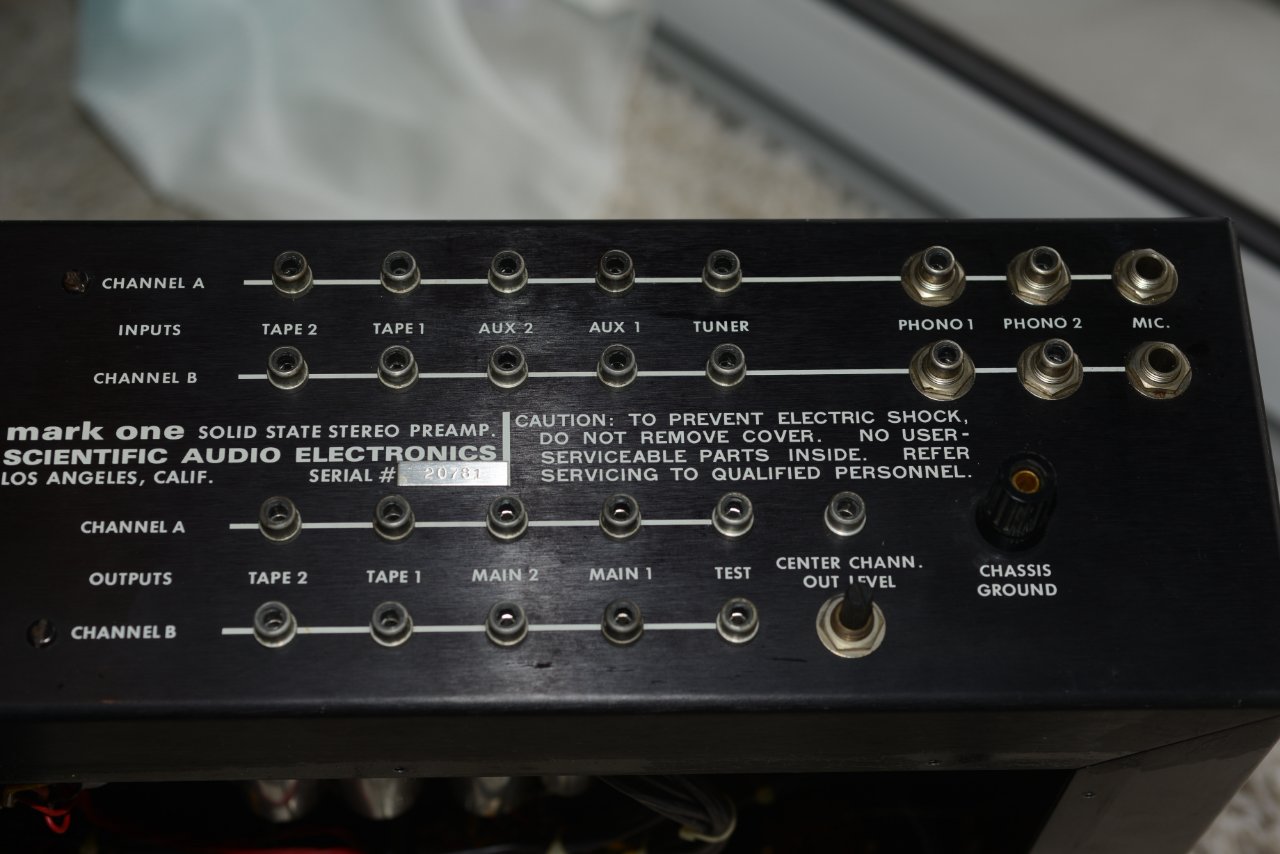 CHANNEL A
INPUTS TAPE 2 TAPE 1 AUX 2 AUX 1 TUNER PHONO 1 PHONO 2 MIC.
CHANNEL B
mark one SOLID STATE STEREO PREAMP.
SCIENTIFIC AUDIO ELECTRONICS
LOS ANGELES, CALIF. SERIAL # 20781
CAUTION: TO PREVENT ELECTRIC SHOCK,
DO NOT REMOVE COVER. NO USER-
SERVICEABLE PARTS INSIDE. REFER
SERVICING TO QUALIFIED PERSONNEL.
CHANNEL A
OUTPUTS TAPE 2 TAPE 1 MAIN 2 MAIN 1 TEST
CENTER CHANN.
OUT LEVEL
CHASSIS
GROUND
CHANNEL B